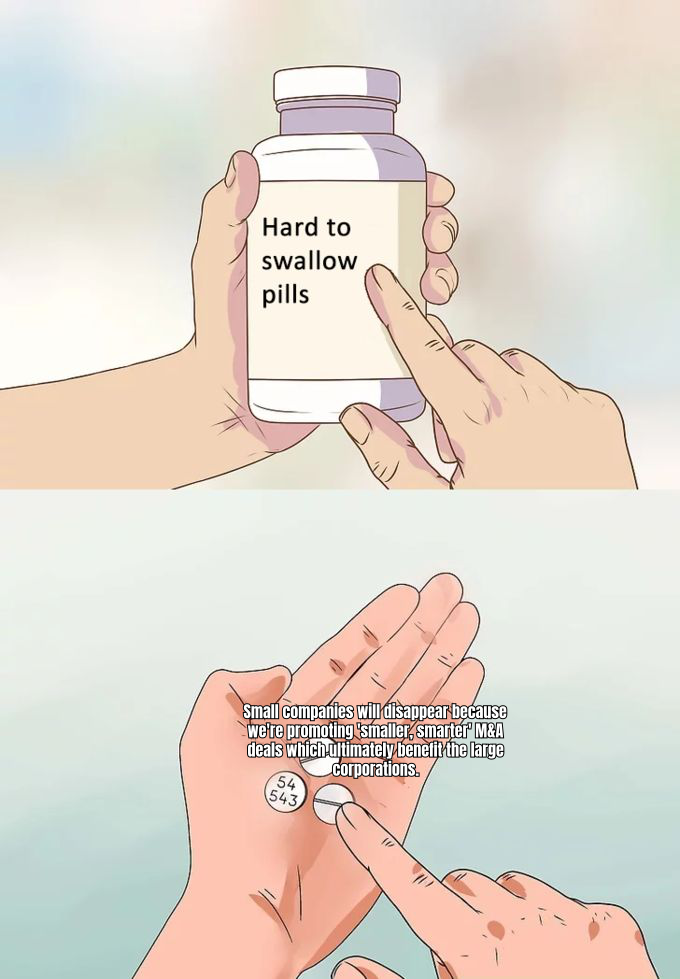 Hard to
swallow
pills
Small companies will disappear because
we're promoting 'smaller, smarter' M&A
deals which ultimately benefit the large
corporations.
54
543